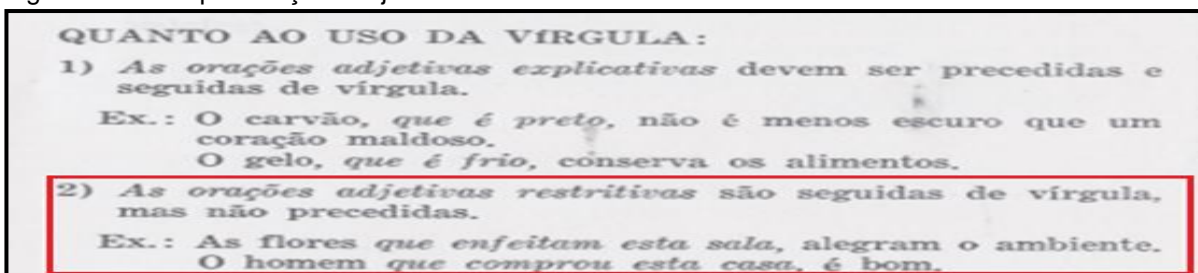 QUANTO AO USO DA VÍRGULA:
1) As orações adjetivas explicativas devem ser precedidas e
seguidas de vírgula.
Ex.: O carvão, que é preto, não é menos escuro que um
coração maldoso.
O gelo, que é frio, conserva os alimentos.
2) As orações adjetivas restritivas são seguidas de vírgula,
mas não precedidas.
Ex.: As flores que enfeitam esta sala, alegram o ambiente.
O homem que comprou esta casa, é bom.